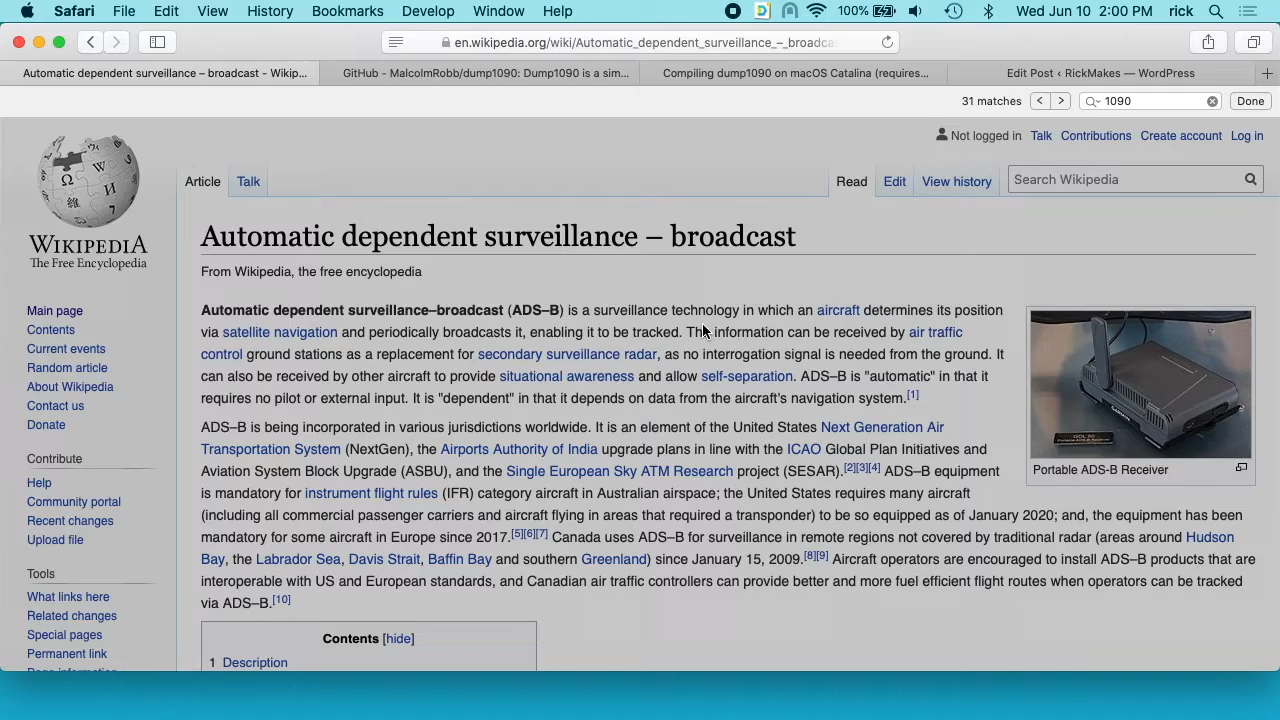 Safari File Edit View History Bookmarks Develop Window Help 100% Wed Jun 10 2:00 PM rick
en.wikipedia.org/wiki/Automatic_dependent_surveillance_–_broadca
Automatic dependent surveillance – broadcast - Wikip... GitHub - MalcolmRobb/dump1090: Dump1090 is a sim... Compiling dump1090 on macOS Catalina (requires... Edit Post ‹ RickMakes — WordPress
31 matches 1090 Done
Not logged in Talk Contributions Create account Log in
Article Talk Read Edit View history Search Wikipedia
WIKIPEDIA
The Free Encyclopedia
Main page
Contents
Current events
Random article
About Wikipedia
Contact us
Donate
Contribute
Help
Community portal
Recent changes
Upload file
Tools
What links here
Related changes
Special pages
Permanent link
Page information
Automatic dependent surveillance – broadcast
From Wikipedia, the free encyclopedia
Automatic dependent surveillance–broadcast (ADS–B) is a surveillance technology in which an aircraft determines its position
via satellite navigation and periodically broadcasts it, enabling it to be tracked. The information can be received by air traffic
control ground stations as a replacement for secondary surveillance radar, as no interrogation signal is needed from the ground. It
can also be received by other aircraft to provide situational awareness and allow self-separation. ADS–B is "automatic" in that it
requires no pilot or external input. It is "dependent" in that it depends on data from the aircraft's navigation system.[1]
Portable ADS-B Receiver
ADS–B is being incorporated in various jurisdictions worldwide. It is an element of the United States Next Generation Air
Transportation System (NextGen), the Airports Authority of India upgrade plans in line with the ICAO Global Plan Initiatives and
Aviation System Block Upgrade (ASBU), and the Single European Sky ATM Research project (SESAR).[2][3][4] ADS–B equipment
is mandatory for instrument flight rules (IFR) category aircraft in Australian airspace; the United States requires many aircraft
(including all commercial passenger carriers and aircraft flying in areas that required a transponder) to be so equipped as of January 2020; and, the equipment has been
mandatory for some aircraft in Europe since 2017.[5][6][7] Canada uses ADS–B for surveillance in remote regions not covered by traditional radar (areas around Hudson
Bay, the Labrador Sea, Davis Strait, Baffin Bay and southern Greenland) since January 15, 2009.[8][9] Aircraft operators are encouraged to install ADS–B products that are
interoperable with US and European standards, and Canadian air traffic controllers can provide better and more fuel efficient flight routes when operators can be tracked
via ADS–B.[10]
Contents [hide]
1 Description